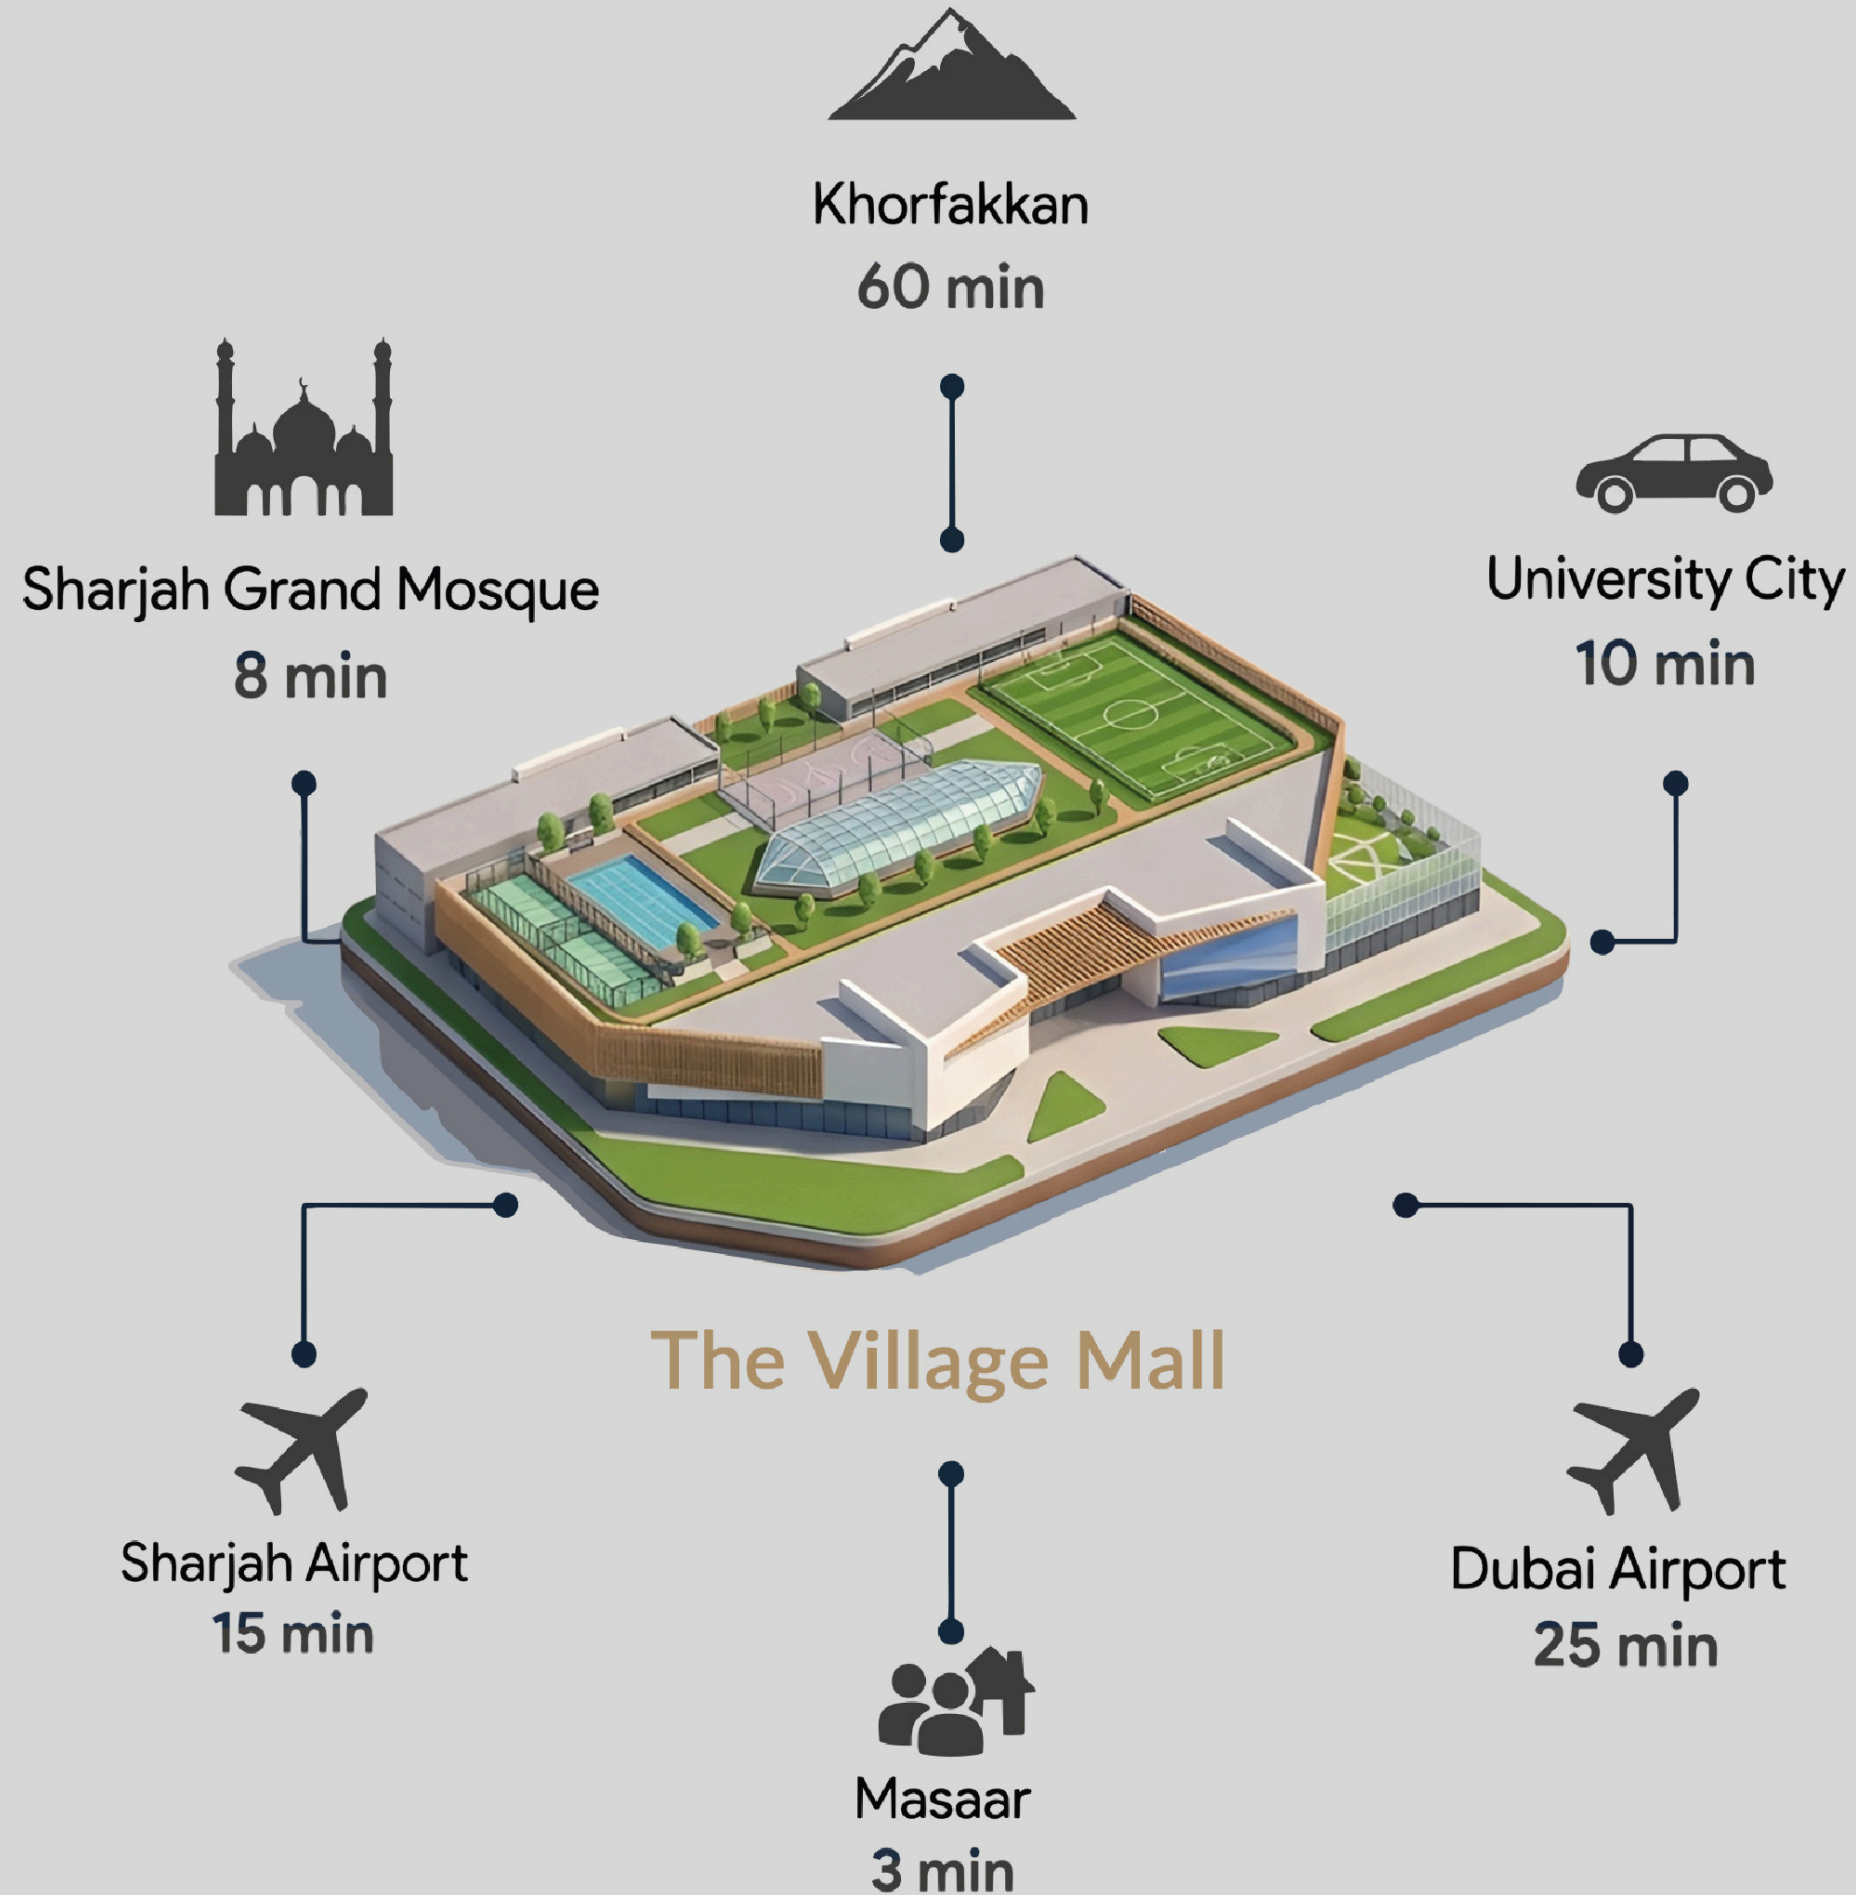 Khorfakkan
60 min
Sharjah Grand Mosque
8 min
University City
10 min
The Village Mall
Sharjah Airport
15 min
Dubai Airport
25 min
Masaar
3 min